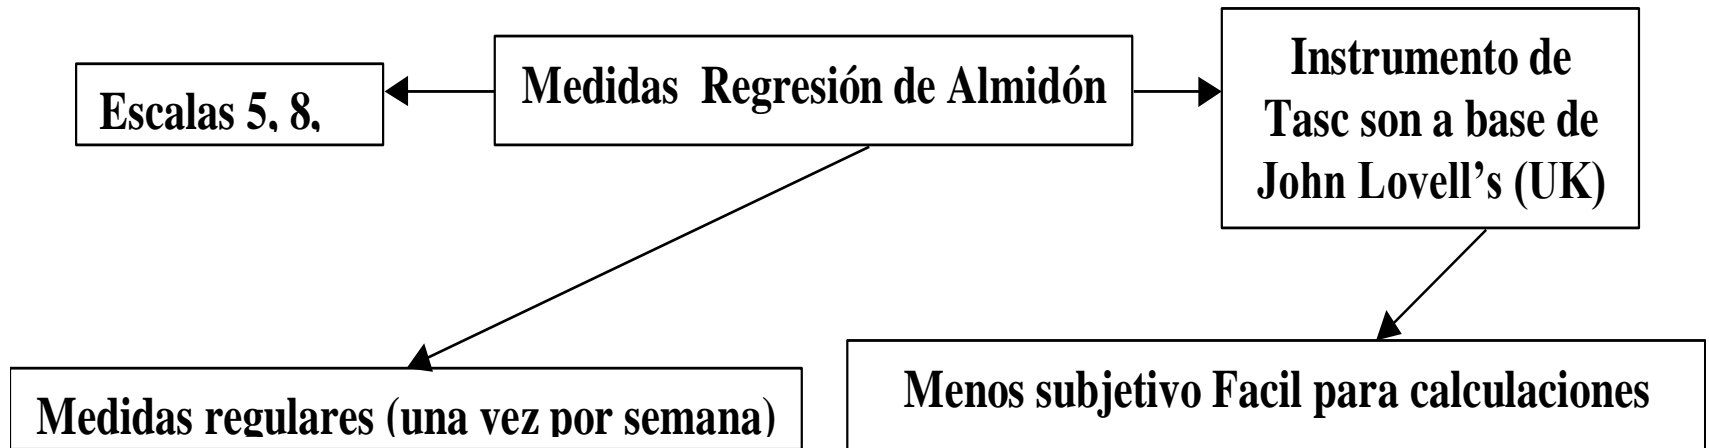 Escalas 5, 8,
Medidas Regresión de Almidón
Instrumento de
Tasc son a base de
John Lovell's (UK)
Medidas regulares (una vez por semana)
Menos subjetivo Facil para calculaciones